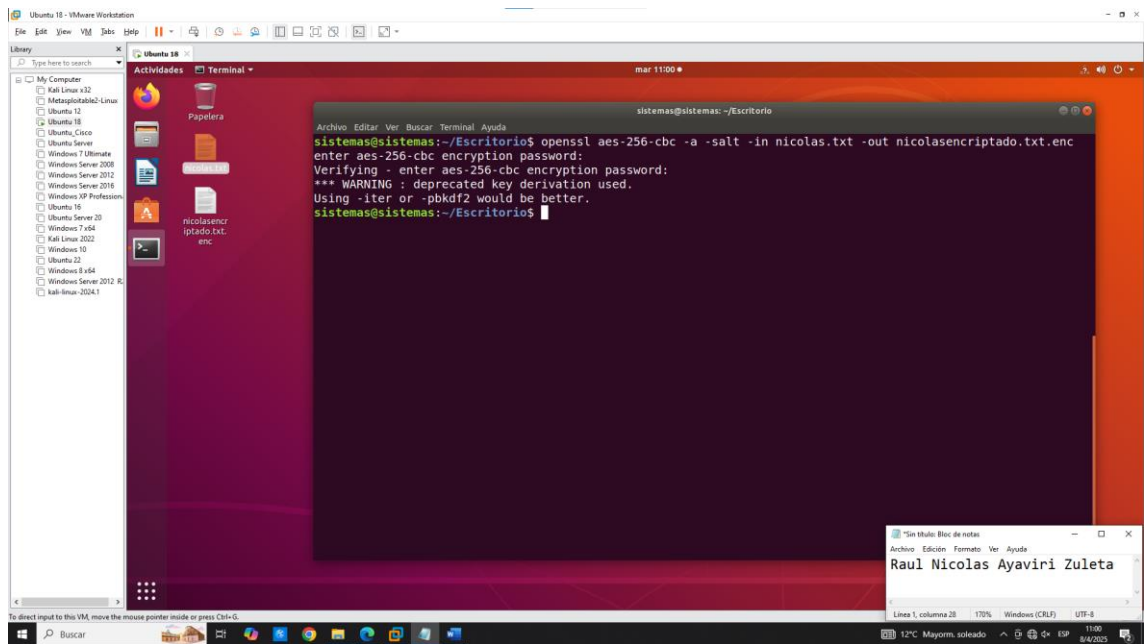 Ubuntu 18 - VMware Workstation
File Edit View VM Tabs Help
Library
Type here to search
My Computer
Kali Linux x32
Metasploitable2-Linux
Ubuntu 12
Ubuntu 18
Ubuntu_Cisco
Ubuntu Server
Windows 7 Ultimate
Windows Server 2008
Windows Server 2012
Windows Server 2016
Windows XP Profession
Ubuntu 16
Ubuntu Server 20
Windows 7 x64
Kali Linux 2022
Windows 10
Ubuntu 22
Windows 8 x64
Windows Server 2012 R
kali-linux-2024.1
Ubuntu 18
Actividades Terminal
mar 11:00
Papelera
nicolas.txt
nicolasencr
iptado.txt.
enc
sistemas@sistemas: ~/Escritorio
Archivo Editar Ver Buscar Terminal Ayuda
sistemas@sistemas:~/Escritorio$ openssl aes-256-cbc -a -salt -in nicolas.txt -out nicolasencriptado.txt.enc
enter aes-256-cbc encryption password:
Verifying - enter aes-256-cbc encryption password:
*** WARNING : deprecated key derivation used.
Using -iter or -pbkdf2 would be better.
sistemas@sistemas:~/Escritorio$
*Sin título: Bloc de notas
Archivo Edición Formato Ver Ayuda
Raul Nicolas Ayaviri Zuleta
Línea 1, columna 28 170% Windows (CRLF) UTF-8
To direct input to this VM, move the mouse pointer inside or press Ctrl+G.
Buscar
12°C Mayorm. soleado
ESP
11:00
8/4/2025